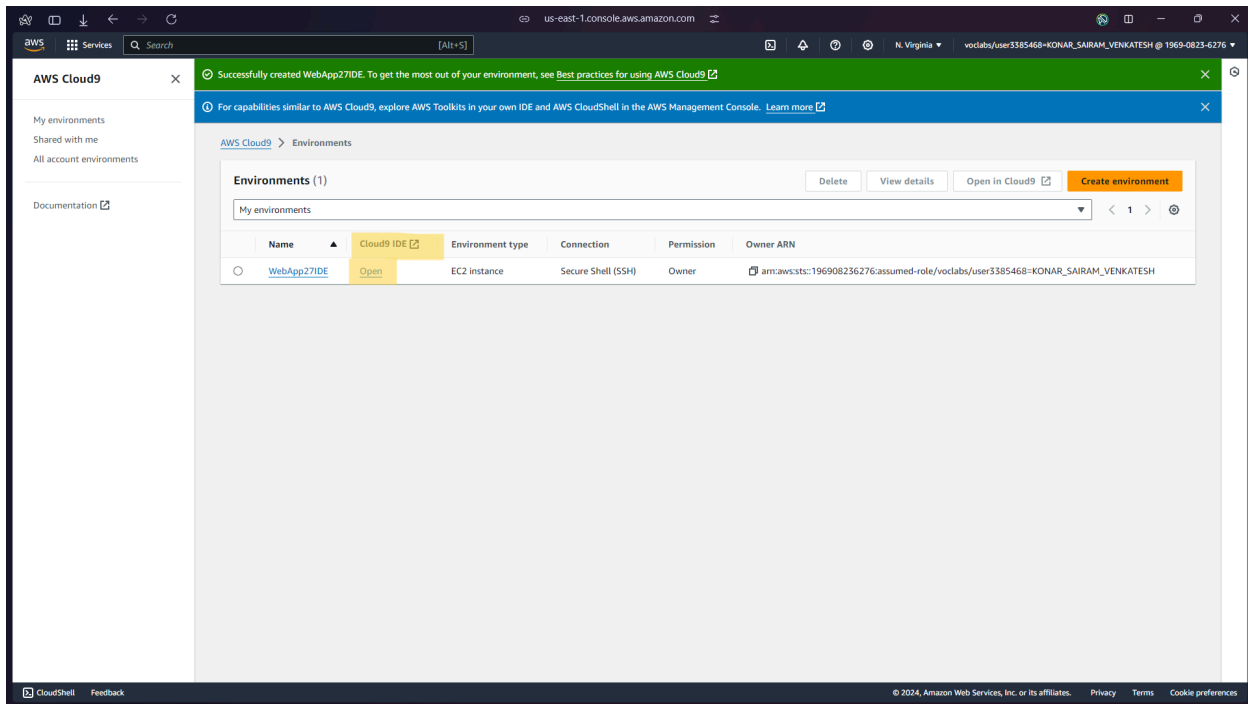 us-east-1.console.aws.amazon.com
aws Services Search [Alt+S] N. Virginia voclabs/user3385468=KONAR_SAIRAM_VENKATESH @ 1969-0823-6276
AWS Cloud9
My environments
Shared with me
All account environments
Documentation
Successfully created WebApp27IDE. To get the most out of your environment, see Best practices for using AWS Cloud9
For capabilities similar to AWS Cloud9, explore AWS Toolkits in your own IDE and AWS CloudShell in the AWS Management Console. Learn more
AWS Cloud9 > Environments
Environments (1) Delete View details Open in Cloud9 Create environment
My environments 1
Name Cloud9 IDE Environment type Connection Permission Owner ARN
WebApp27IDE Open EC2 instance Secure Shell (SSH) Owner arn:aws:sts::196908236276:assumed-role/voclabs/user3385468=KONAR_SAIRAM_VENKATESH
CloudShell Feedback © 2024, Amazon Web Services, Inc. or its affiliates. Privacy Terms Cookie preferences